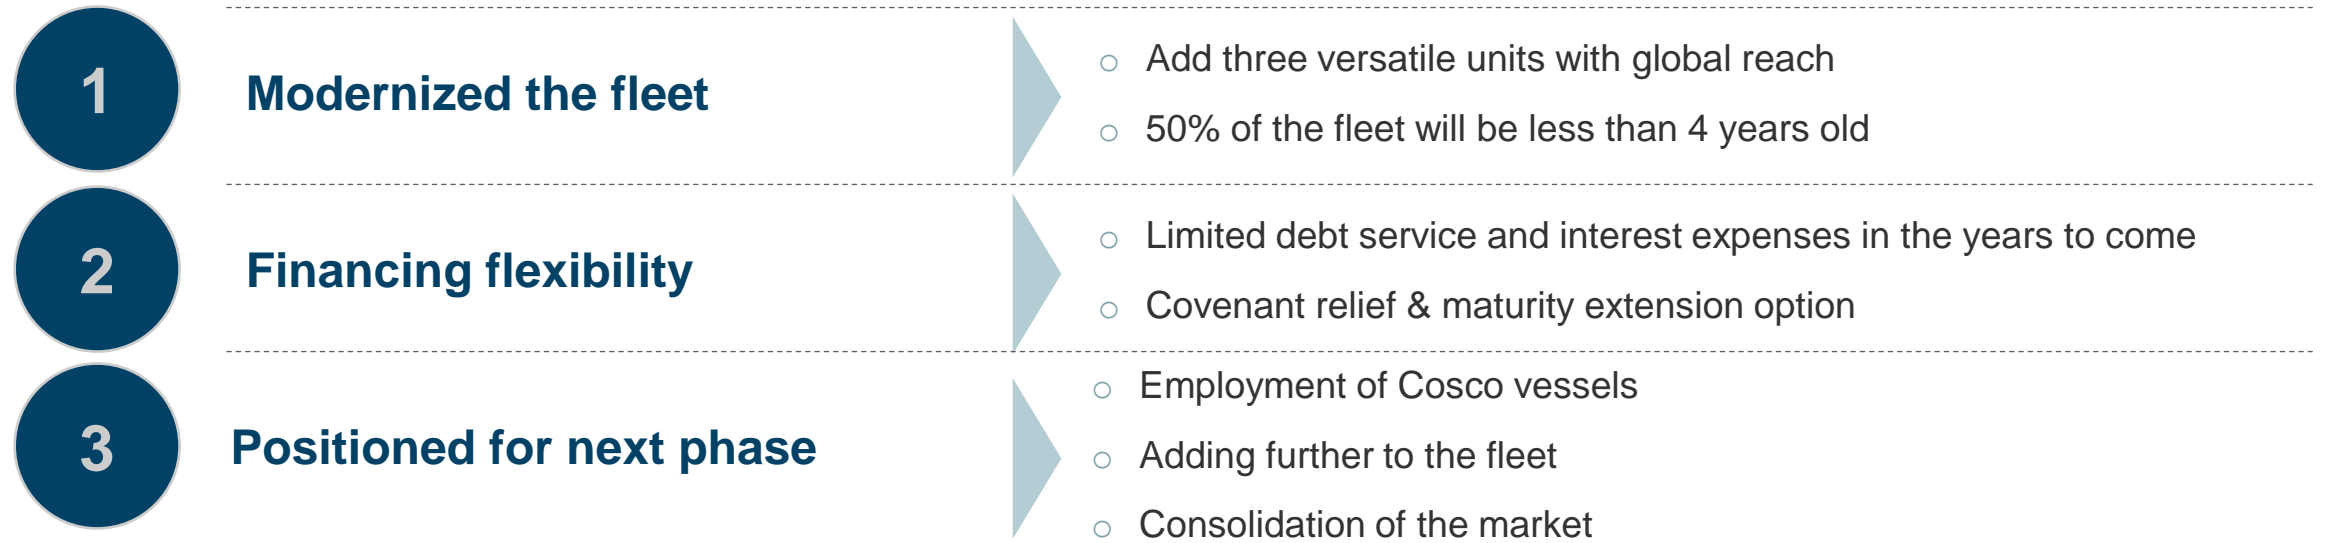 1
Modernized the fleet
○ Add three versatile units with global reach
○ 50% of the fleet will be less than 4 years old
2
Financing flexibility
○ Limited debt service and interest expenses in the years to come
○ Covenant relief & maturity extension option
3
Positioned for next phase
○ Employment of Cosco vessels
○ Adding further to the fleet
○ Consolidation of the market